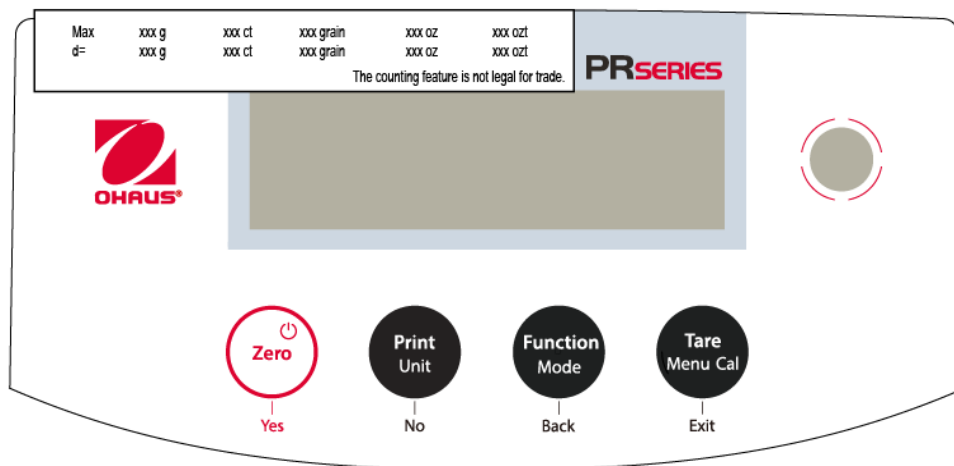 Max xxx g xxx ct xxx grain xxx oz xxx ozt
d= xxx g xxx ct xxx grain xxx oz xxx ozt
The counting feature is not legal for trade.
PRSERIES
OHAUS®
Zero
Print
Unit
Function
Mode
Tare
Menu Cal
Yes
No
Back
Exit